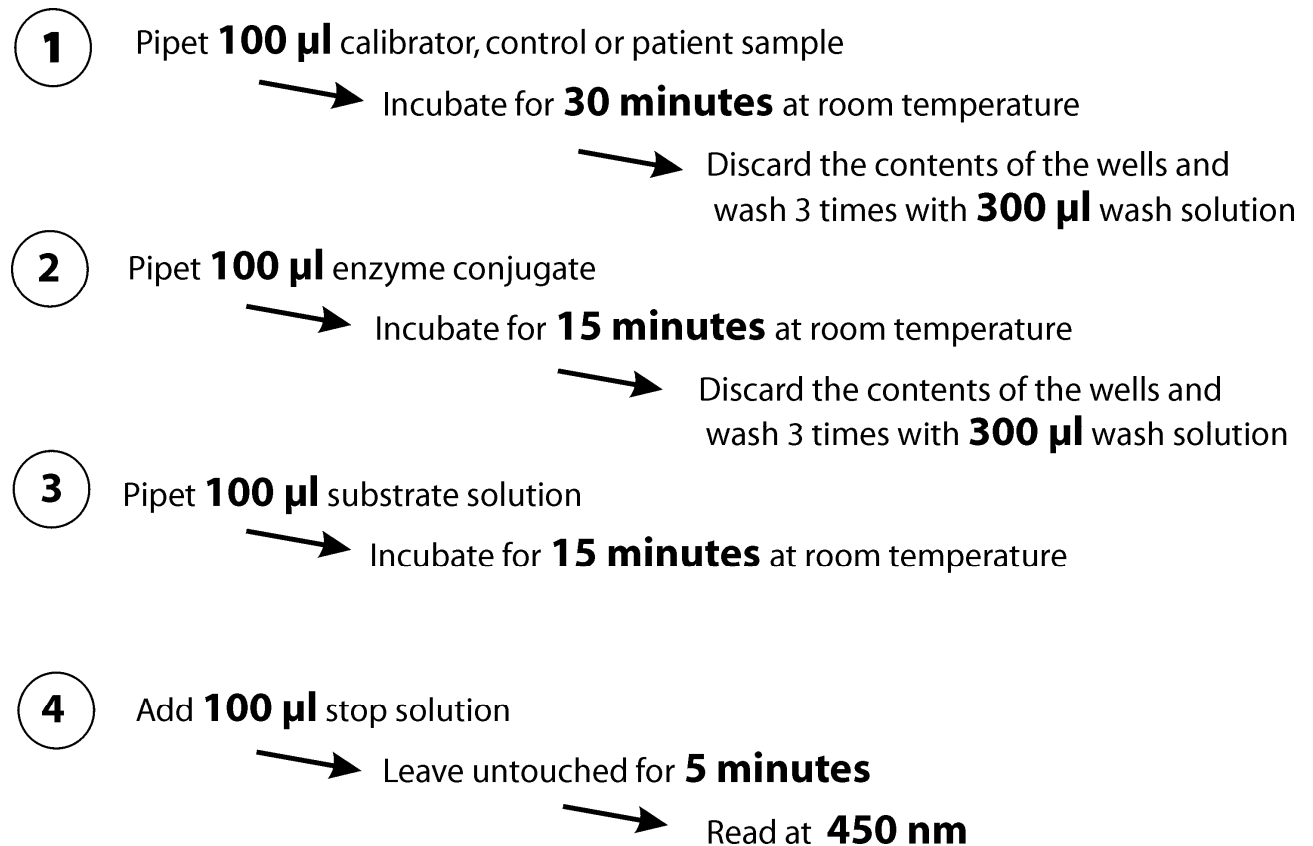 1 Pipet 100 µl calibrator, control or patient sample
Incubate for 30 minutes at room temperature
Discard the contents of the wells and
wash 3 times with 300 µl wash solution
2 Pipet 100 µl enzyme conjugate
Incubate for 15 minutes at room temperature
Discard the contents of the wells and
wash 3 times with 300 µl wash solution
3 Pipet 100 µl substrate solution
Incubate for 15 minutes at room temperature
4 Add 100 µl stop solution
Leave untouched for 5 minutes
Read at 450 nm